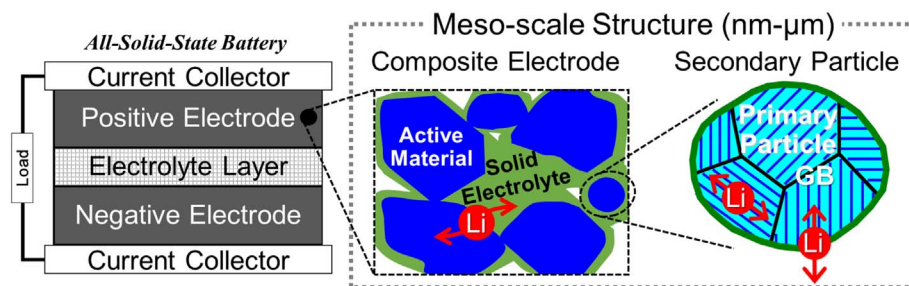 All-Solid-State Battery
Current Collector
Positive Electrode
Electrolyte Layer
Negative Electrode
Current Collector
Load
Meso-scale Structure (nm-μm)
Composite Electrode
Active
Material
Solid
Electrolyte
Li
Secondary Particle
Primary
Particle
GB
Li
Li